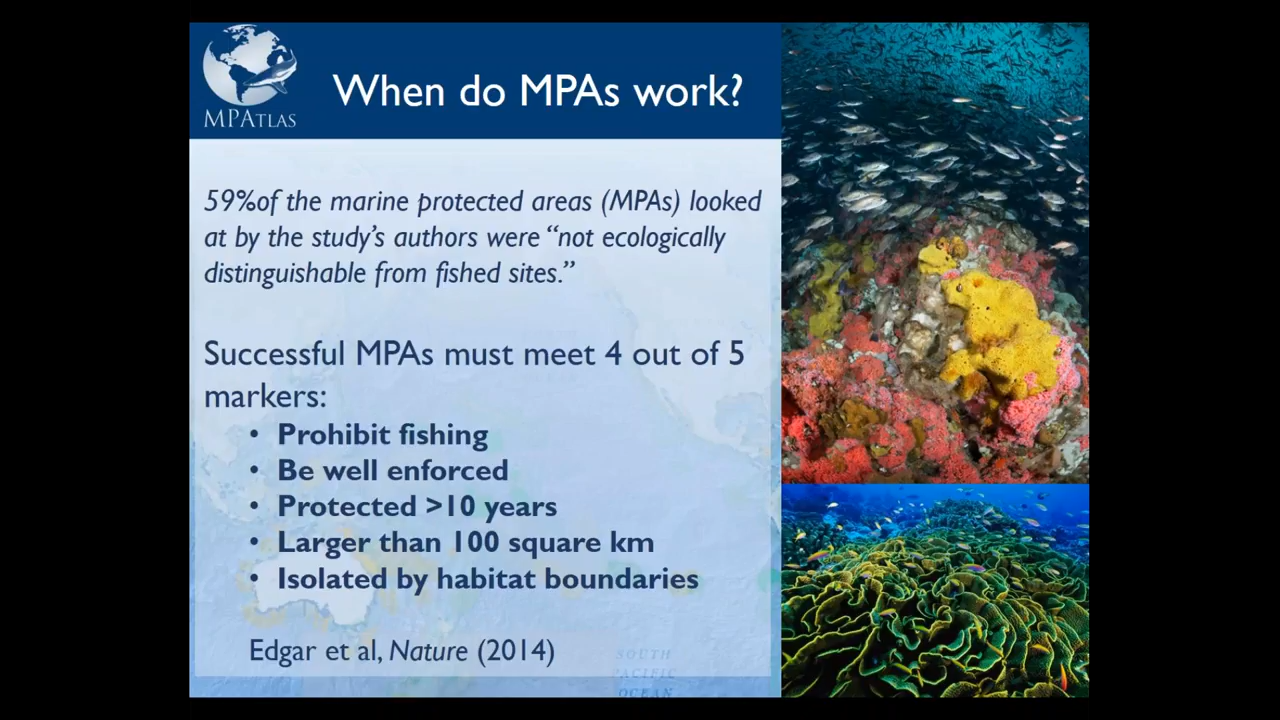 MPATLAS
When do MPAs work?
59%of the marine protected areas (MPAs) looked
at by the study's authors were “not ecologically
distinguishable from fished sites.”
Successful MPAs must meet 4 out of 5
markers:
• Prohibit fishing
• Be well enforced
• Protected >10 years
• Larger than 100 square km
• Isolated by habitat boundaries
Edgar et al, Nature (2014)
SOUTH
PACIFIC
OCEAN